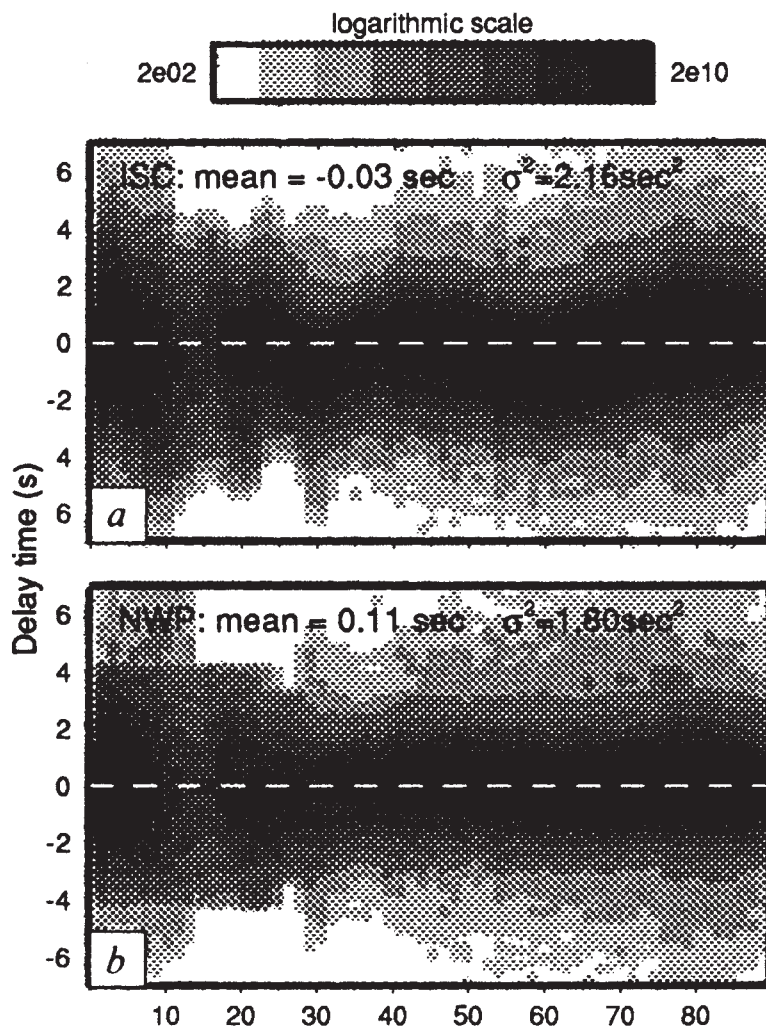 logarithmic scale
2e02
2e10
6
ISC: mean = -0.03 sec σ²=2.16sec²
4
2
0
-2
4
6
a
Delay time (s)
6
NWP: mean = 0.11 sec σ²=1.80sec²
4
2
0
-2
-4
-6
b
10 20 30 40 50 60 70 80